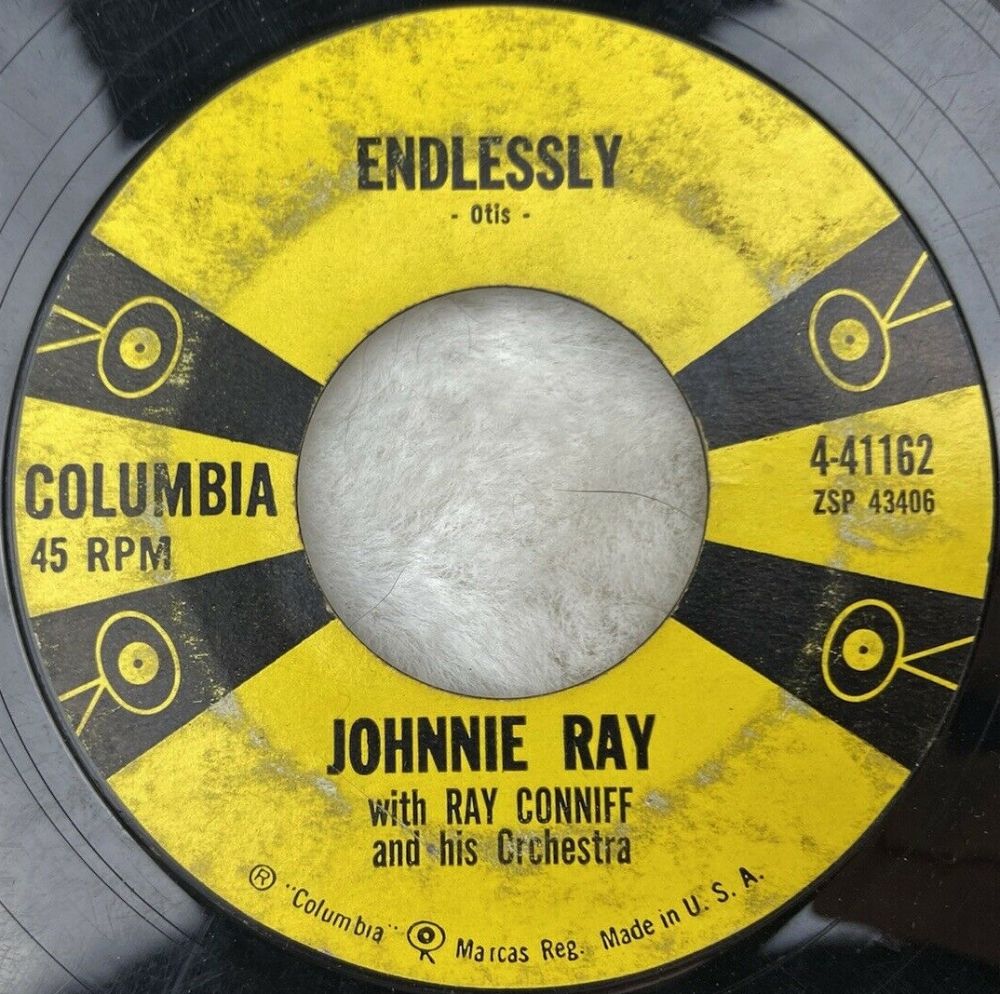 ENDLESSLY
- Otis -
COLUMBIA
45 RPM
4-41162
ZSP 43406
JOHNNIE RAY
with RAY CONNIFF
and his Orchestra
® "Columbia" Marcas Reg. Made in U. S. A.